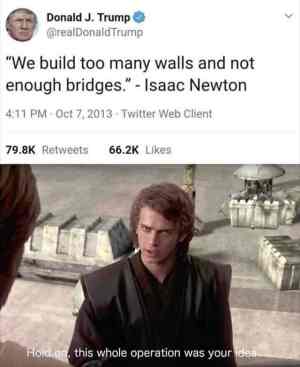 Donald J. Trump
@realDonaldTrump
"We build too many walls and not
enough bridges." - Isaac Newton
4:11 PM · Oct 7, 2013 · Twitter Web Client
79.8K Retweets 66.2K Likes
Hold on, this whole operation was your idea.